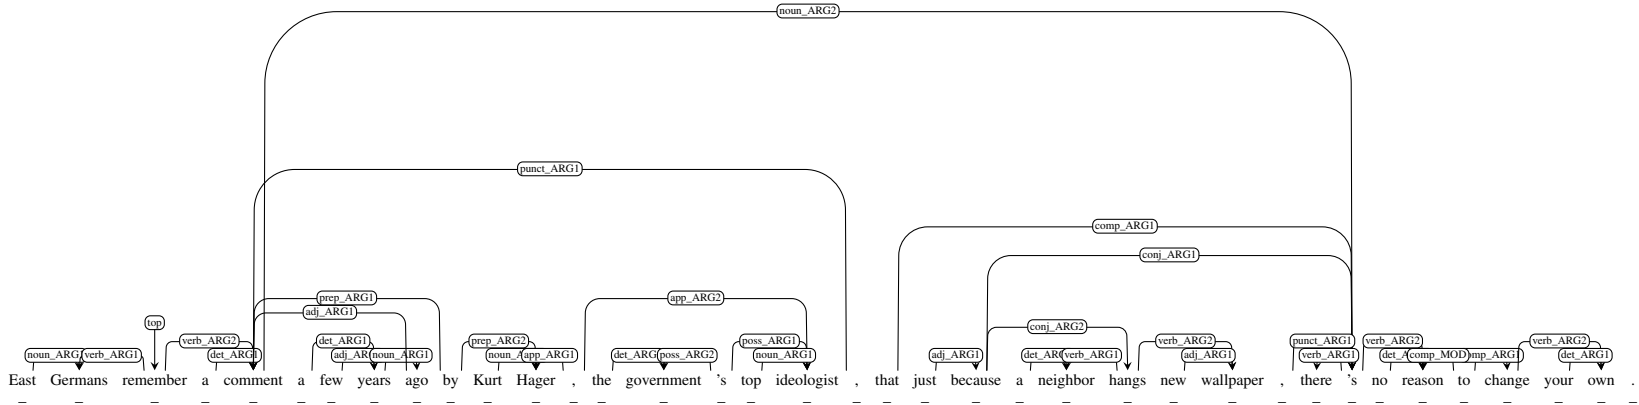 noun_ARG2
punct_ARG1
comp_ARG1
conj_ARG1
prep_ARG1 app_ARG2
adj_ARG1
top conj_ARG2
verb_ARG2 det_ARG1 prep_ARG2 poss_ARG1 verb_ARG2 punct_ARG1 verb_ARG2 verb_ARG2
verb_ARG1 det_ARG1 noun_ARG1 app_ARG1 poss_ARG2 noun_ARG1 adj_ARG1 verb_ARG1 adj_ARG1 verb_ARG1 comp_MOD det_ARG1
East Germans remember a comment a few years ago by Kurt Hager , the government 's top ideologist , that just because a neighbor hangs new wallpaper , there 's no reason to change your own .
_ _ _ _ _ _ _ _ _ _ _ _ _ _ _ _ _ _ _ _ _ _ _ _ _ _ _ _ _ _ _ _ _ _ _ _ _